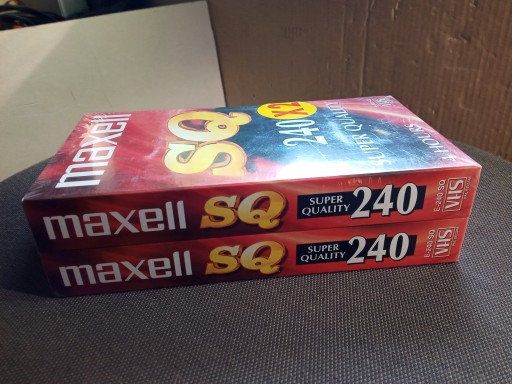 maxell
SQ
2X
240
SUPER QUALITY
4 HOURS
maxell SQ SUPER QUALITY 240 VHS E-240 SQ
maxell SQ SUPER QUALITY 240 VHS E-240 SQ